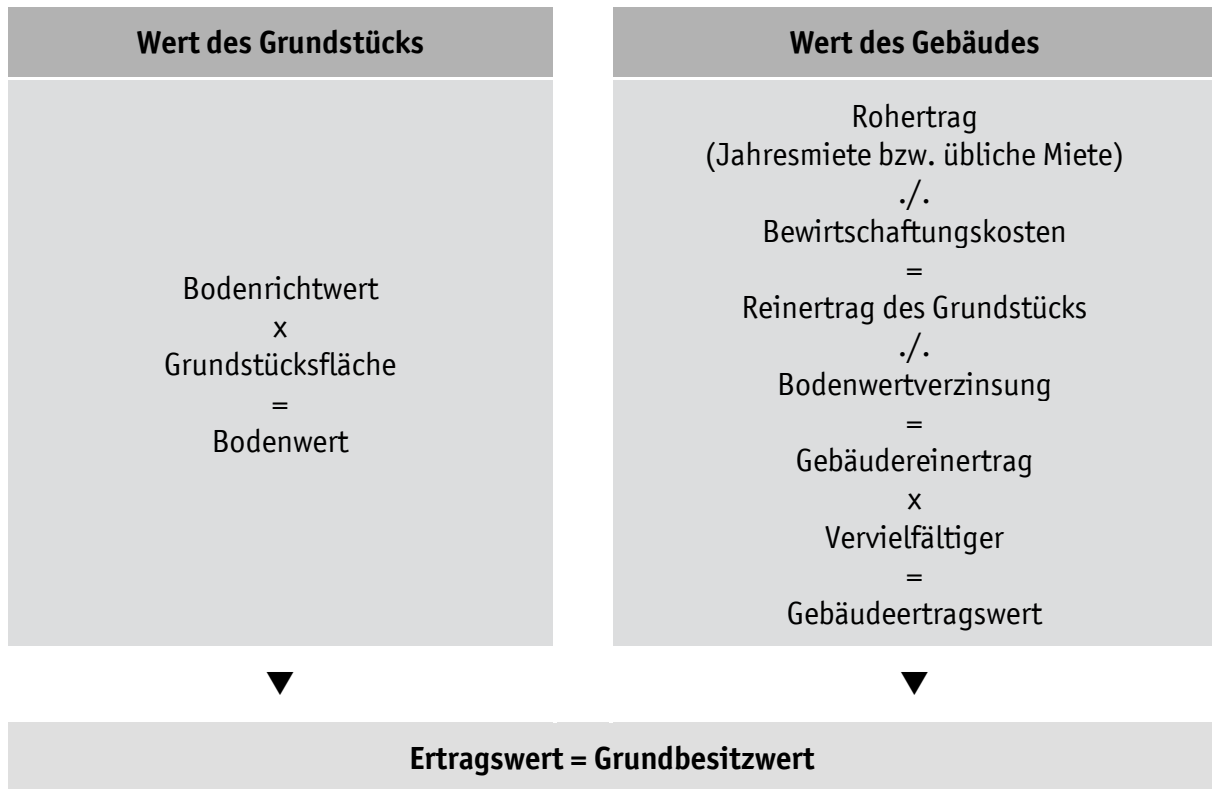 Wert des Grundstücks
Bodenrichtwert
x
Grundstücksfläche
=
Bodenwert
Wert des Gebäudes
Rohertrag
(Jahresmiete bzw. übliche Miete)
./.
Bewirtschaftungskosten
=
Reinertrag des Grundstücks
./.
Bodenwertverzinsung
=
Gebäudereinertrag
x
Vervielfältiger
=
Gebäudeertragswert
Ertragswert = Grundbesitzwert